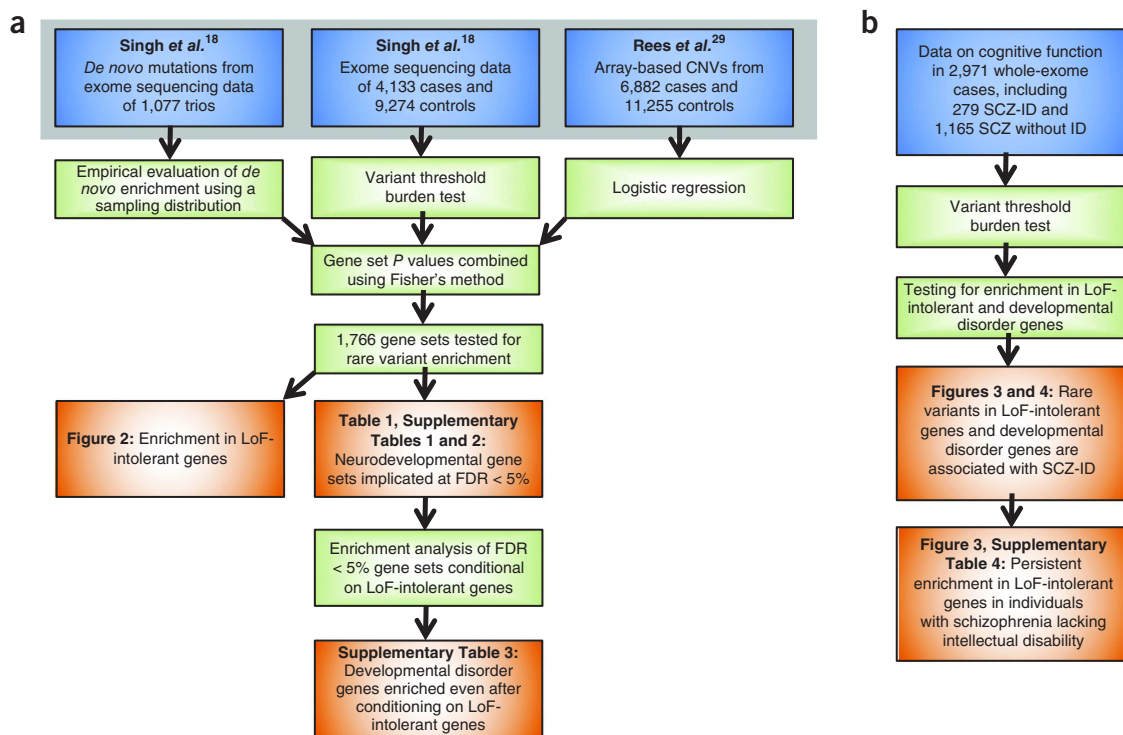 a
Singh et al.18
De novo mutations from
exome sequencing data
of 1,077 trios
Singh et al.18
Exome sequencing data
of 4,133 cases and
9,274 controls
Rees et al.29
Array-based CNVs from
6,882 cases and
11,255 controls
Empirical evaluation of de
novo enrichment using a
sampling distribution
Variant threshold
burden test
Logistic regression
Gene set P values combined
using Fisher's method
1,766 gene sets tested for
rare variant enrichment
Figure 2: Enrichment in LoF-
intolerant genes
Table 1, Supplementary
Tables 1 and 2:
Neurodevelopmental gene
sets implicated at FDR < 5%
Enrichment analysis of FDR
< 5% gene sets conditional
on LoF-intolerant genes
Supplementary Table 3:
Developmental disorder
genes enriched even after
conditioning on LoF-
intolerant genes
b
Data on cognitive function
in 2,971 whole-exome
cases, including
279 SCZ-ID and
1,165 SCZ without ID
Variant threshold
burden test
Testing for enrichment in LoF-
intolerant and developmental
disorder genes
Figures 3 and 4: Rare
variants in LoF-intolerant
genes and developmental
disorder genes are
associated with SCZ-ID
Figure 3, Supplementary
Table 4: Persistent
enrichment in LoF-intolerant
genes in individuals
with schizophrenia lacking
intellectual disability